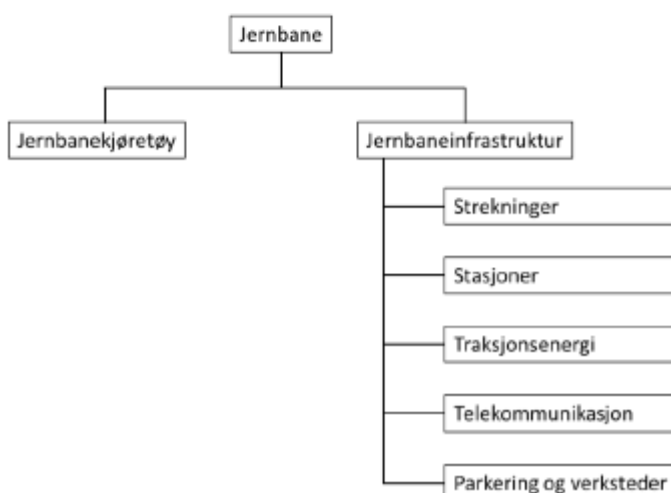 Jernbane
Jernbanekjøretøy
Jernbaneinfrastruktur
Strekninger
Stasjoner
Traksjonsenergi
Telekommunikasjon
Parkering og verksteder